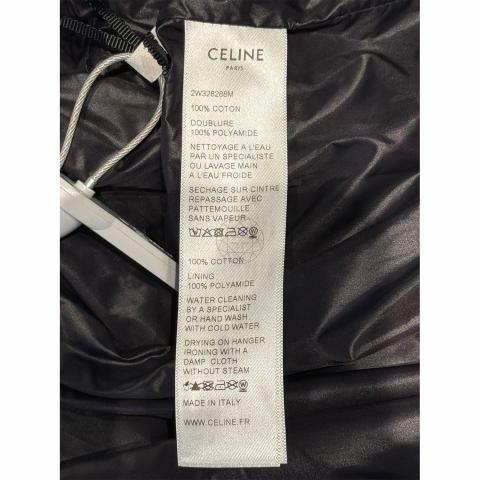 CELINE
PARIS
2W328268M
100% COTON
DOUBLURE
100% POLYAMIDE
NETTOYAGE A L'EAU
PAR UN SPECIALISTE
OU LAVAGE MAIN
A L'EAU FROIDE
SECHAGE SUR CINTRE
REPASSAGE AVEC
PATTEMOUILLE
SANS VAPEUR
100% COTTON
LINING
100% POLYAMIDE
WATER CLEANING
BY A SPECIALIST
OR HAND WASH
WITH COLD WATER
DRYING ON HANGER
IRONING WITH A
DAMP CLOTH
WITHOUT STEAM
MADE IN ITALY
WWW.CELINE.FR